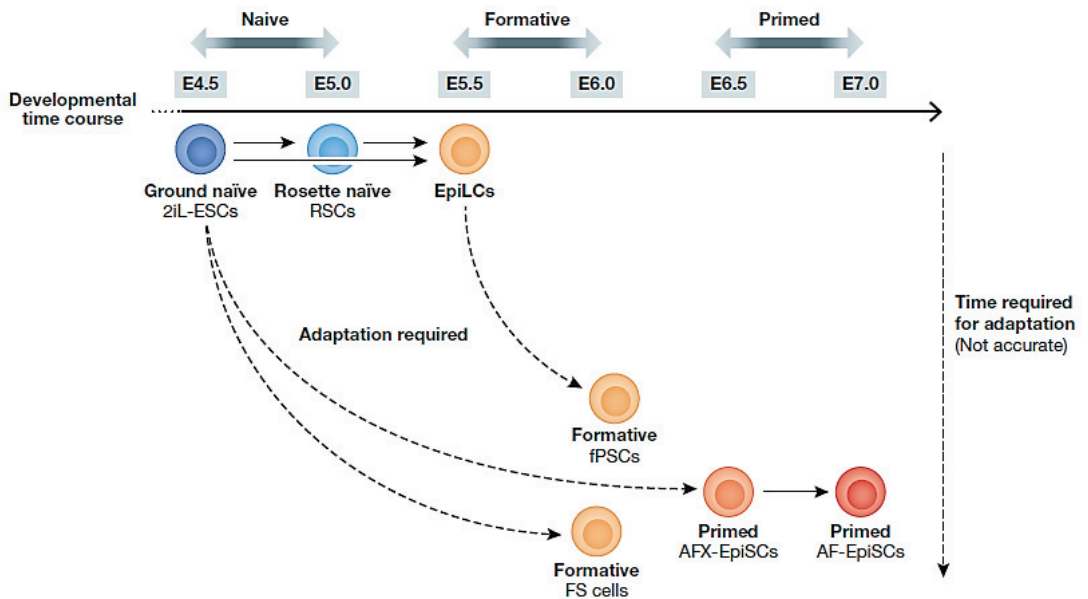 Naive
Formative
Primed
E4.5
E5.0
E5.5
E6.0
E6.5
E7.0
Developmental
time course
Ground naïve
2iL-ESCs
Rosette naïve
RSCs
EpiLCs
Adaptation required
Time required
for adaptation
(Not accurate)
Formative
fPSCs
Primed
AFX-EpiSCs
Primed
AF-EpiSCs
Formative
FS cells